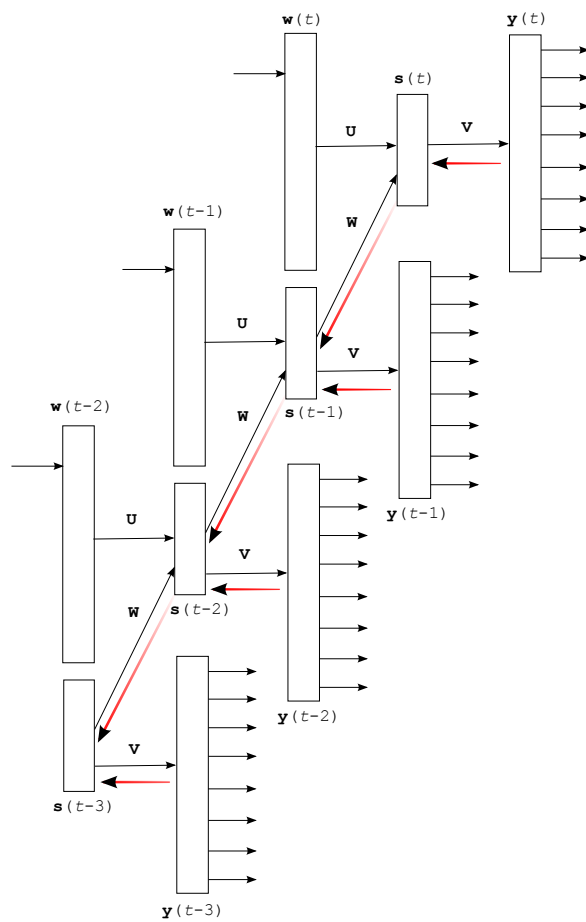 w(t)
y(t)
s(t)
U
V
w(t-1)
W
U
V
s(t-1)
w(t-2)
W
y(t-1)
U
V
s(t-2)
W
y(t-2)
V
s(t-3)
y(t-3)